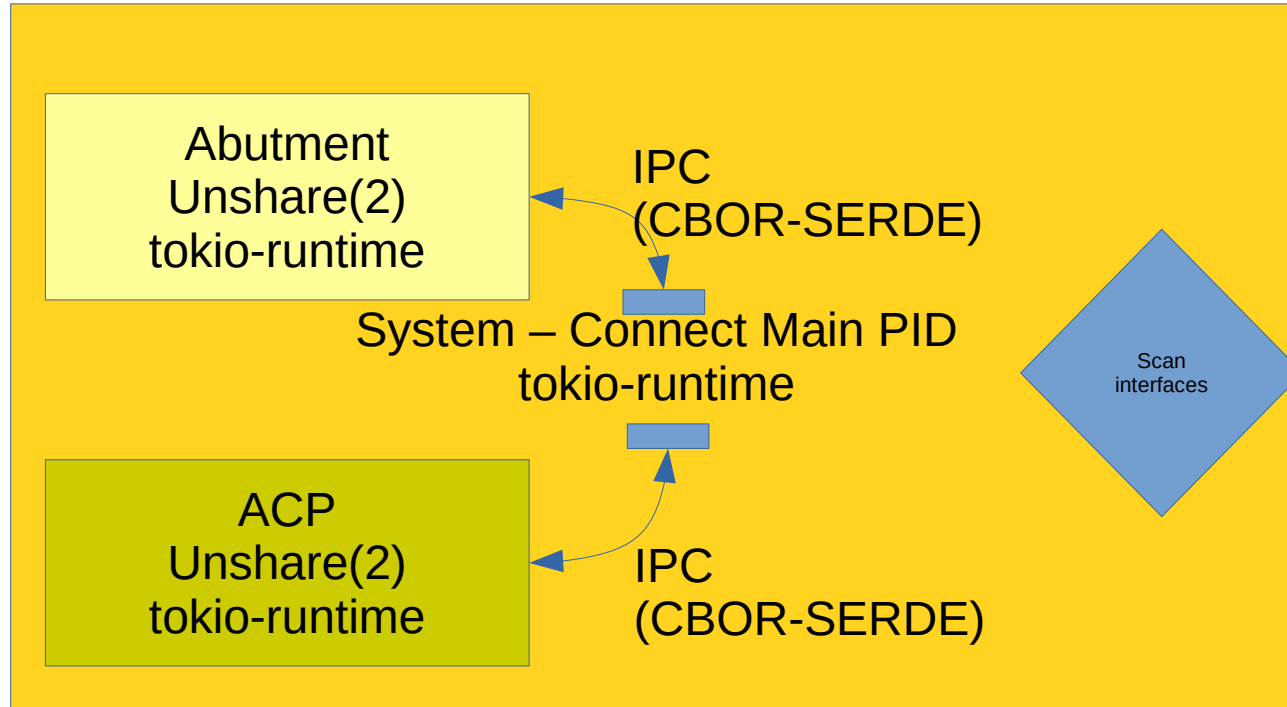 Abutment
Unshare(2)
tokio-runtime
IPC
(CBOR-SERDE)
System – Connect Main PID
tokio-runtime
Scan
interfaces
ACP
Unshare(2)
tokio-runtime
IPC
(CBOR-SERDE)